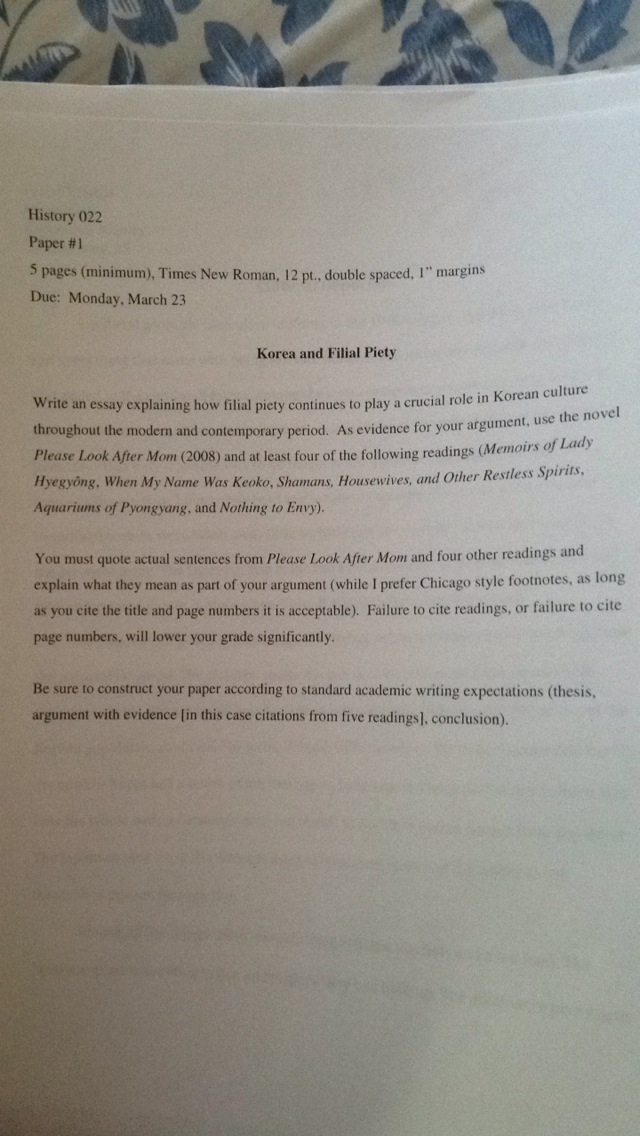 History 022
Paper #1
5 pages (minimum), Times New Roman, 12 pt., double spaced, 1" margins
Due: Monday, March 23
Korea and Filial Piety
Write an essay explaining how filial piety continues to play a crucial role in Korean culture
throughout the modern and contemporary period. As evidence for your argument, use the novel
Please Look After Mom (2008) and at least four of the following readings (Memoirs of Lady
Hyegyŏng, When My Name Was Keoko, Shamans, Housewives, and Other Restless Spirits,
Aquariums of Pyongyang, and Nothing to Envy).
You must quote actual sentences from Please Look After Mom and four other readings and
explain what they mean as part of your argument (while I prefer Chicago style footnotes, as long
as you cite the title and page numbers it is acceptable). Failure to cite readings, or failure to cite
page numbers, will lower your grade significantly.
Be sure to construct your paper according to standard academic writing expectations (thesis,
argument with evidence [in this case citations from five readings], conclusion).